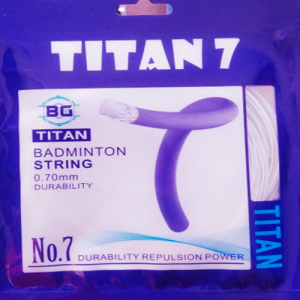 TITAN 7
BG
TITAN
BADMINTON
STRING
0.70mm
DURABILITY
No.7
DURABILITY REPULSION POWER
TITAN